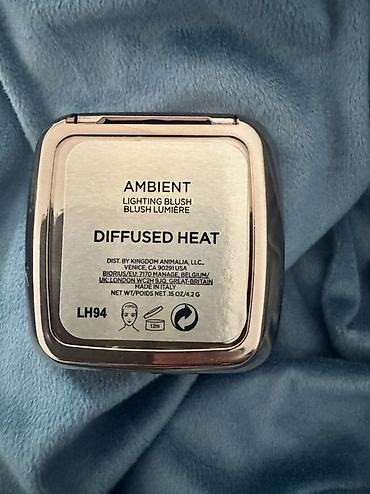 AMBIENT
LIGHTING BLUSH
BLUSH LUMIÈRE
DIFFUSED HEAT
DIST. BY KINGDOM ANIMALIA, LLC.,
VENICE, CA 90291 USA
BIORIUS/EU: 7170 MANAGE, BELGIUM/
UK: LONDON WC2H 9JQ, GREAT-BRITAIN
MADE IN ITALY
NET WT/POIDS NET .15 OZ/4.2 G
LH94
12m